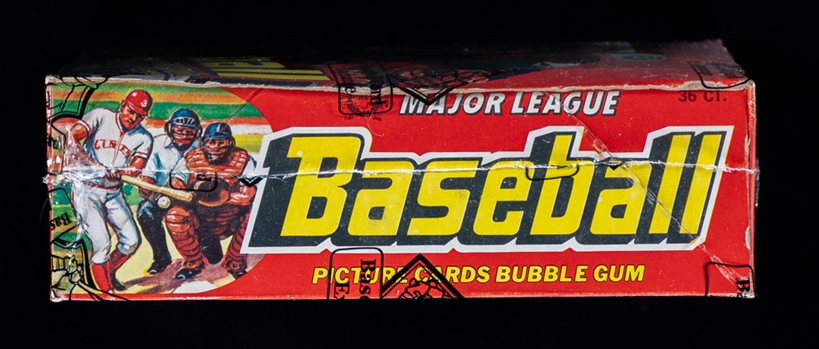 MAJOR LEAGUE
36 CT.
Baseball
PICTURE CARDS BUBBLE GUM